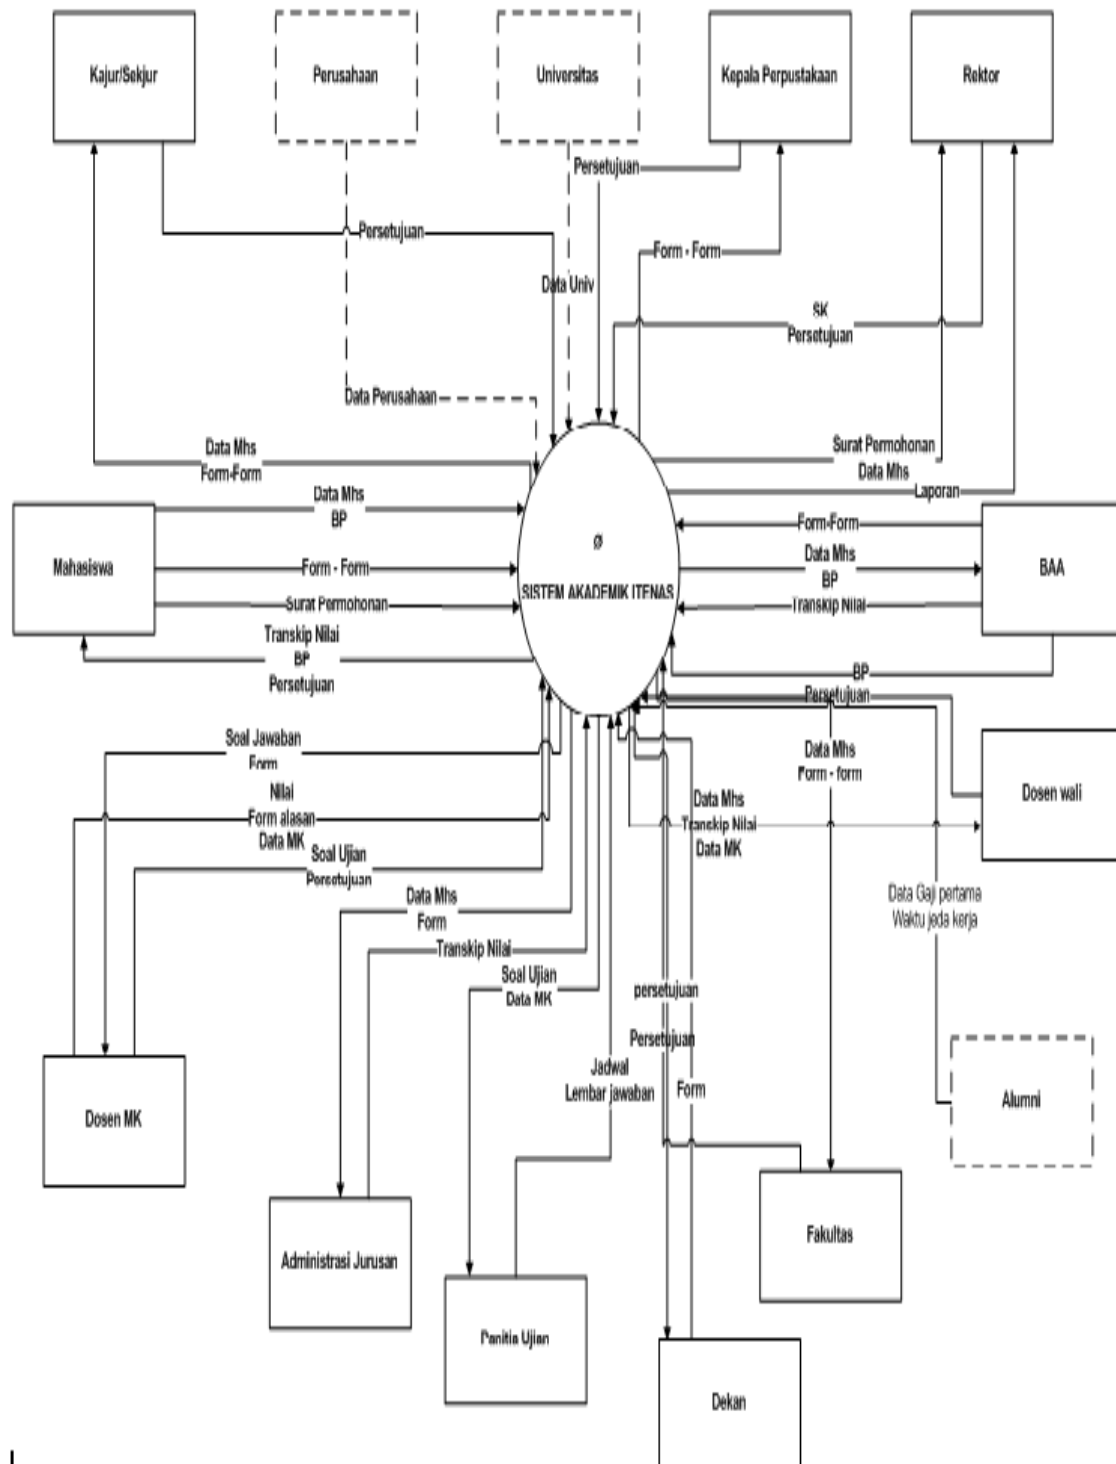 Kajur/Sekjur
Perusahaan
Universitas
Kepala Perpustakaan
Rektor
Persetujuan
Persetujuan
Form - Form
Data Univ
SK
Persetujuan
Data Perusahaan
Data Mhs
Form-Form
Surat Permohonan
Data Mhs
Laporan
Data Mhs
BP
Form-Form
Mahasiswa
Form - Form
Ø
SISTEM AKADEMIK ITENAS
Data Mhs
BP
BAA
Surat Permohonan
Transkip Nilai
Transkip Nilai
BP
Persetujuan
BP
Persetujuan
Soal Jawaban
Form
Data Mhs
Form - form
Dosen wali
Nilai
Form alasan
Data MK
Data Mhs
Transkip Nilai
Data MK
Soal Ujian
Persetujuan
Data Mhs
Form
Data Gaji pertama
Waktu jeda kerja
Transkip Nilai
Soal Ujian
Data MK
persetujuan
Persetujuan
Jadwal
Lembar jawaban
Form
Dosen MK
Alumni
Administrasi Jurusan
Fakultas
Panitia Ujian
Dekan